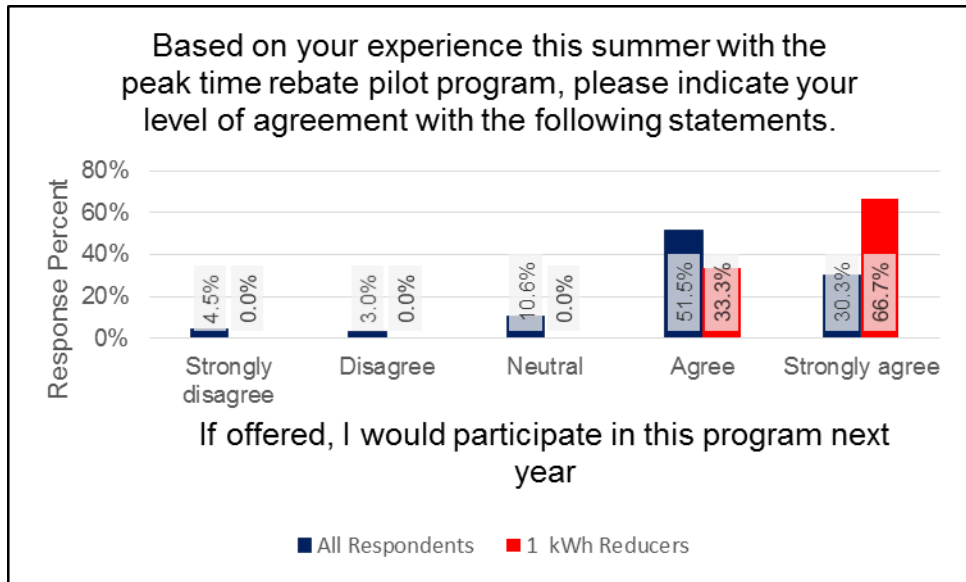 Based on your experience this summer with the
peak time rebate pilot program, please indicate your
level of agreement with the following statements.
Response Percent
80%
60%
40%
20%
0%
4.5%
0.0%
3.0%
0.0%
10.6%
0.0%
51.5%
33.3%
30.3%
66.7%
Strongly
disagree
Disagree
Neutral
Agree
Strongly agree
If offered, I would participate in this program next
year
All Respondents
1 kWh Reducers